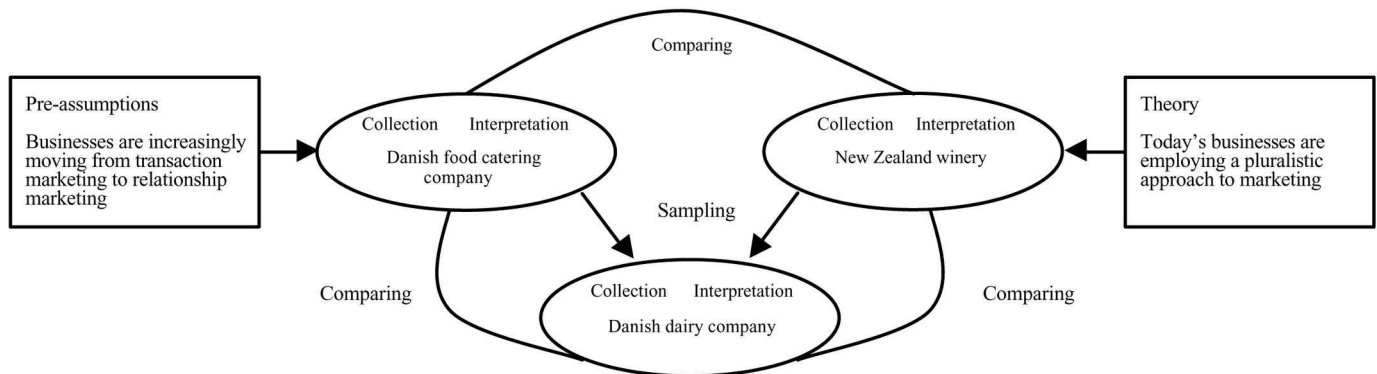 Comparing
Pre-assumptions
Businesses are increasingly
moving from transaction
marketing to relationship
marketing
Collection Interpretation
Danish food catering
company
Collection Interpretation
New Zealand winery
Theory
Today’s businesses are
employing a pluralistic
approach to marketing
Sampling
Comparing
Collection Interpretation
Danish dairy company
Comparing